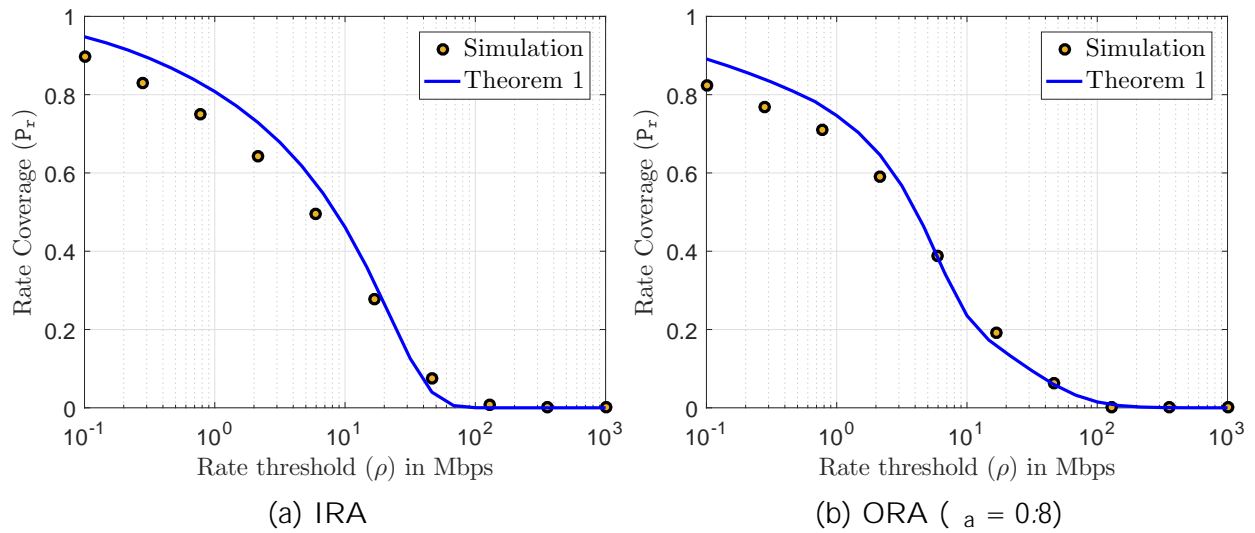 1
0.8
0.6
0.4
0.2
0
Rate Coverage (P_r)
Simulation
Theorem 1
10^-1
10^0
10^1
10^2
10^3
Rate threshold (ρ) in Mbps
(a) IRA
1
0.8
0.6
0.4
0.2
0
Rate Coverage (P_r)
Simulation
Theorem 1
10^-1
10^0
10^1
10^2
10^3
Rate threshold (ρ) in Mbps
(b) ORA ( a = 0.8)